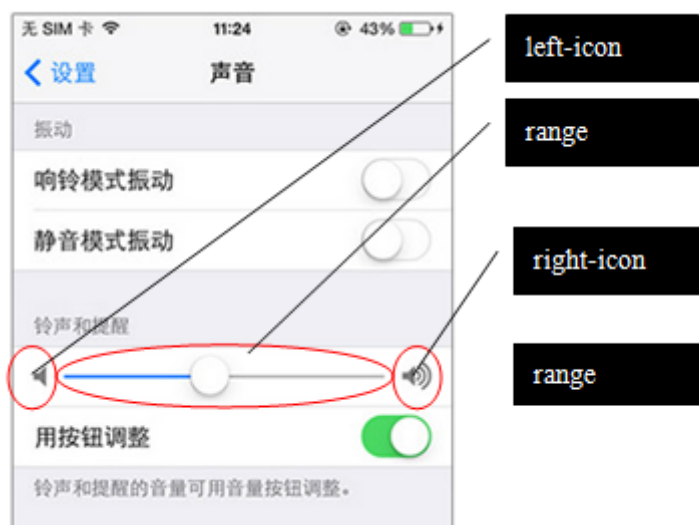 无 SIM 卡 11:24 43%
设置 声音
振动
响铃模式振动
静音模式振动
铃声和提醒
用按钮调整
铃声和提醒的音量可用音量按钮调整。
left-icon
range
right-icon
range